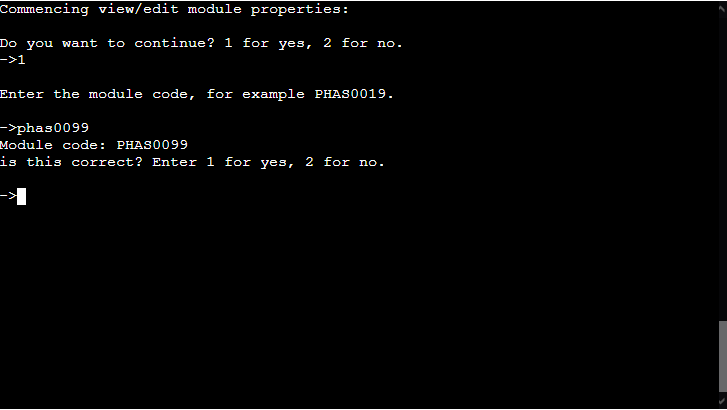 Commencing view/edit module properties:
Do you want to continue? 1 for yes, 2 for no.
->1
Enter the module code, for example PHAS0019.
->phas0099
Module code: PHAS0099
is this correct? Enter 1 for yes, 2 for no.
->